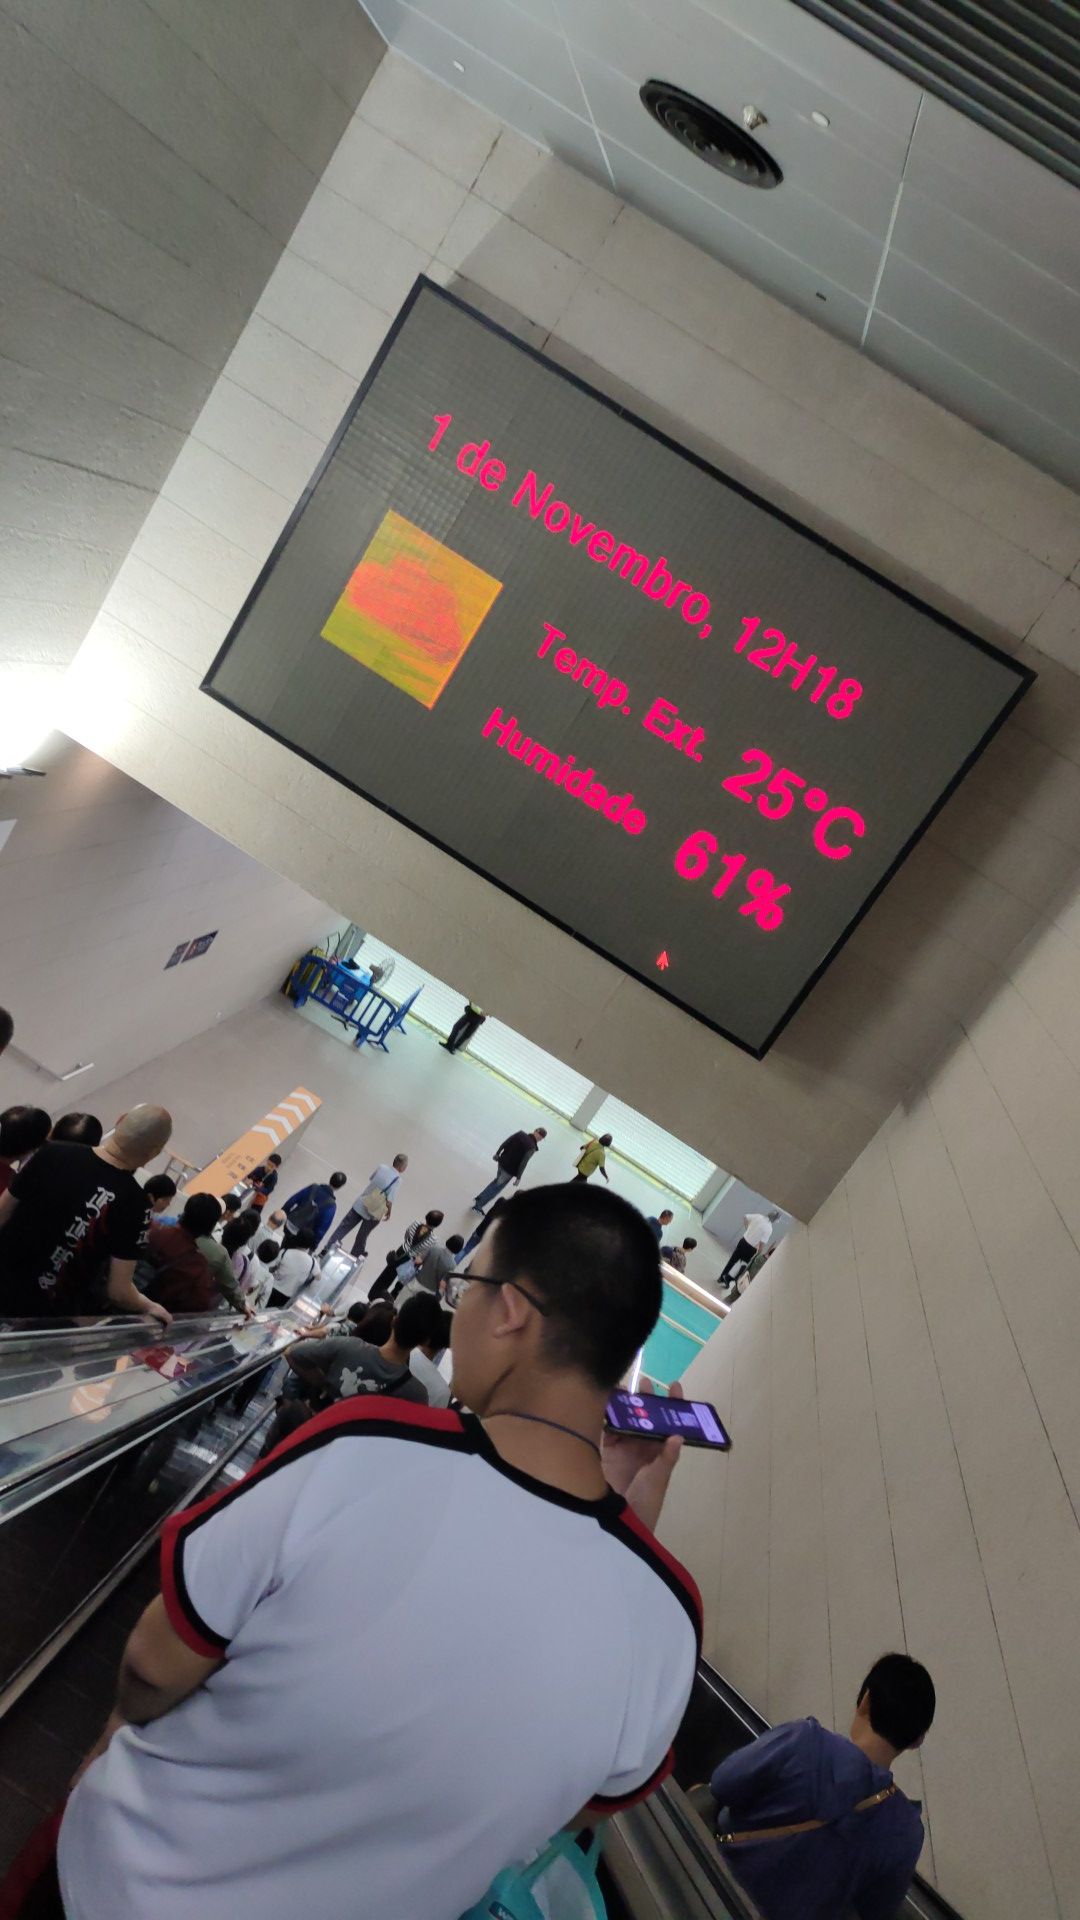 1 de Novembro, 12H18
Temp. Ext. 25°C
Humidade 61%